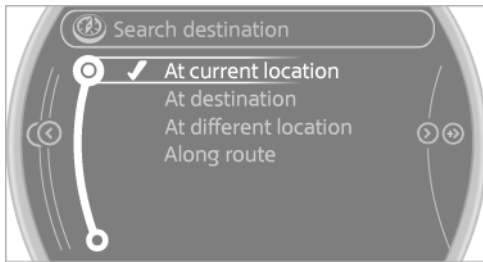 Search destination
At current location
At destination
At different location
Along route